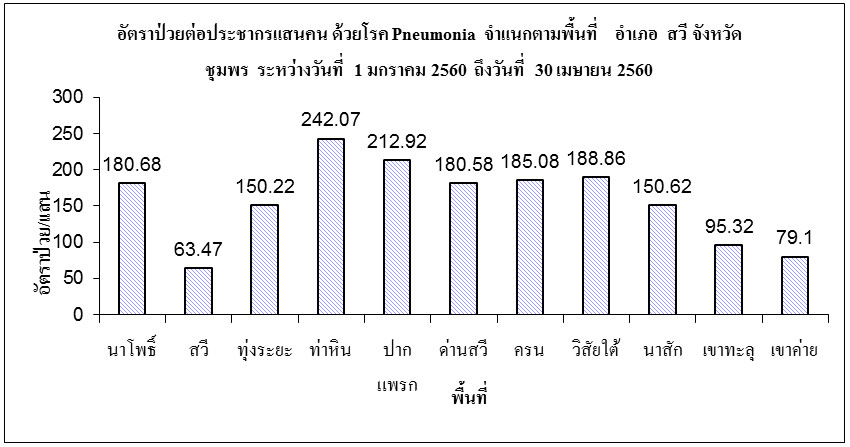 อัตราป่วยต่อประชากรแสนคน ด้วยโรค Pneumonia จำแนกตามพื้นที่ อำเภอ สวี จังหวัด
ชุมพร ระหว่างวันที่ 1 มกราคม 2560 ถึงวันที่ 30 เมษายน 2560
อัตราป่วย/แสน
300
250
200
150
100
50
0
180.68
63.47
150.22
242.07
212.92
180.58
185.08
188.86
150.62
95.32
79.1
นาโพธิ์
สวี
ทุ่งระยะ
ท่าหิน
ปาก
แพรก
ด่านสวี
ครน
วิสัยใต้
นาสัก
เขาทะลุ
เขาค่าย
พื้นที่